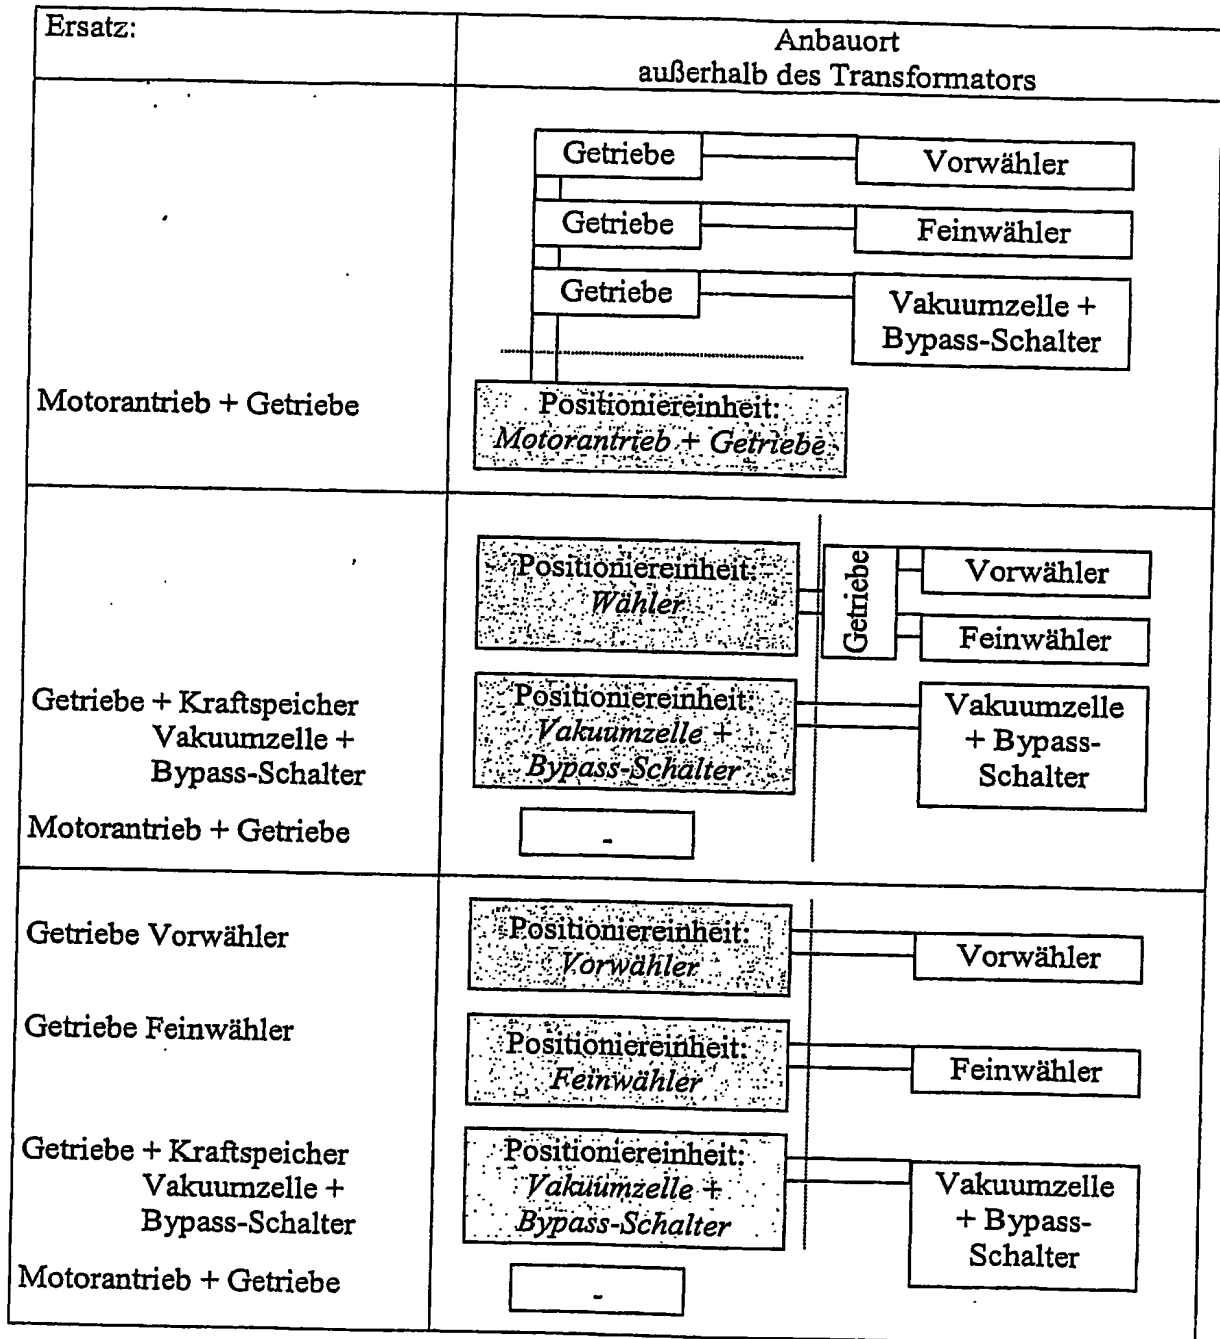 Ersatz:
Anbauort
außerhalb des Transformators
Getriebe
Vorwähler
Getriebe
Feinwähler
Getriebe
Vakuumzelle +
Bypass-Schalter
Motorantrieb + Getriebe
Positioniereinheit:
Motorantrieb + Getriebe
Positioniereinheit:
Wähler
Getriebe
Vorwähler
Feinwähler
Getriebe + Kraftspeicher
Vakuumzelle +
Bypass-Schalter
Positioniereinheit:
Vakuumzelle +
Bypass-Schalter
Vakuumzelle
+ Bypass-
Schalter
Motorantrieb + Getriebe
-
Getriebe Vorwähler
Positioniereinheit:
Vorwähler
Vorwähler
Getriebe Feinwähler
Positioniereinheit:
Feinwähler
Feinwähler
Getriebe + Kraftspeicher
Vakuumzelle +
Bypass-Schalter
Positioniereinheit:
Vakuumzelle +
Bypass-Schalter
Vakuumzelle
+ Bypass-
Schalter
Motorantrieb + Getriebe
-